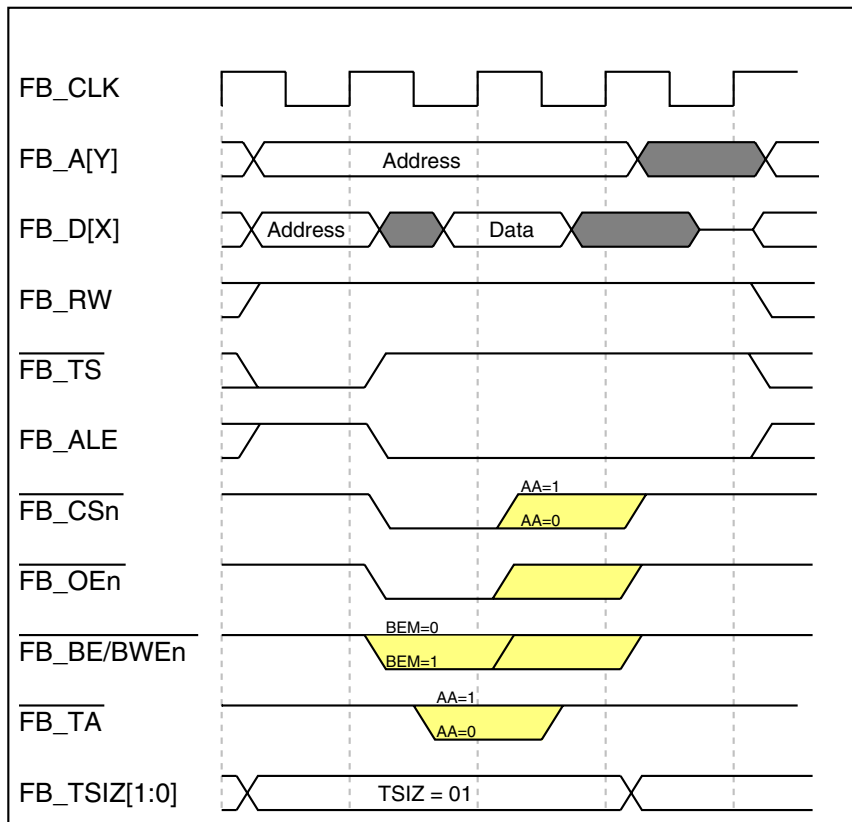 FB_CLK
FB_A[Y] Address
FB_D[X] Address Data
FB_RW
FB_TS
FB_ALE
FB_CSn AA=1
AA=0
FB_OEn
FB_BE/BWEn BEM=0
BEM=1
FB_TA AA=1
AA=0
FB_TSIZ[1:0] TSIZ = 01